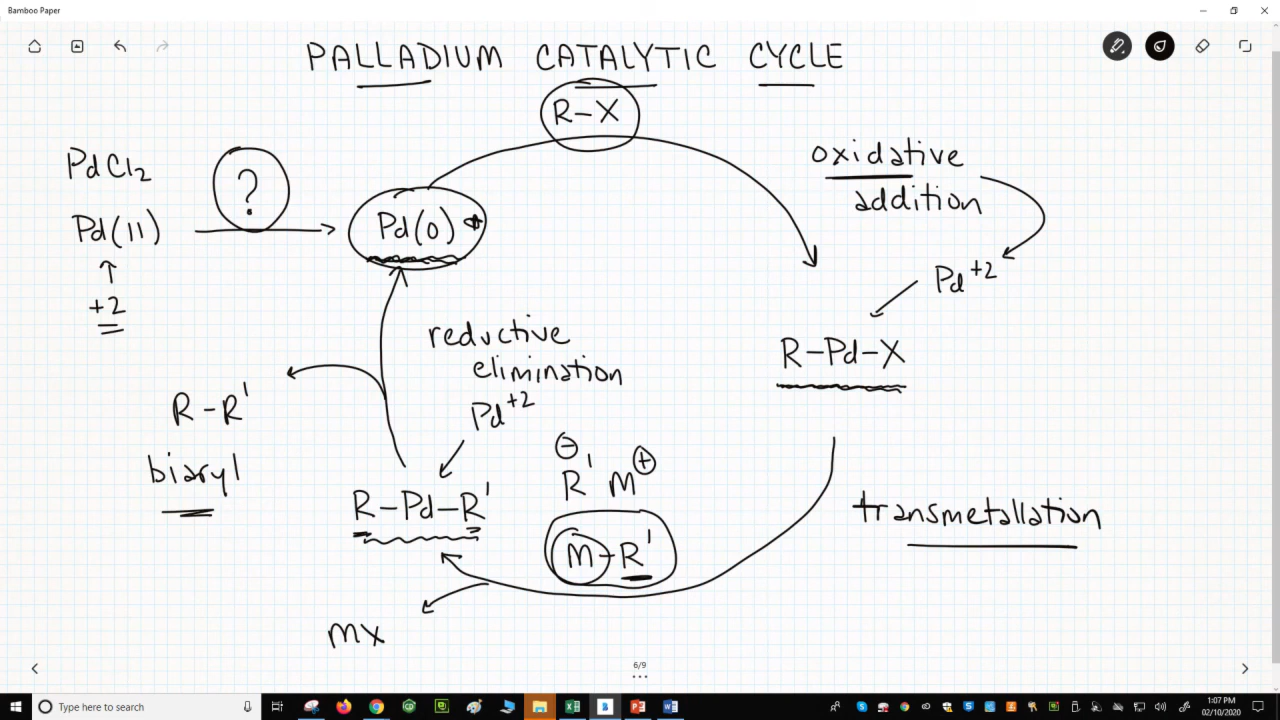 Bamboo Paper
PALLADIUM CATALYTIC CYCLE
R-X
PdCl2
?
Pd(11)
+2
Pd(0)
oxidative
addition
Pd+2
R-Pd-X
reductive
elimination
Pd+2
R-R'
biaryl
R-Pd-R'
⊖ ⊕
R' M
M-R'
transmetallation
MX
6/9
Type here to search
1:07 PM
02/10/2020